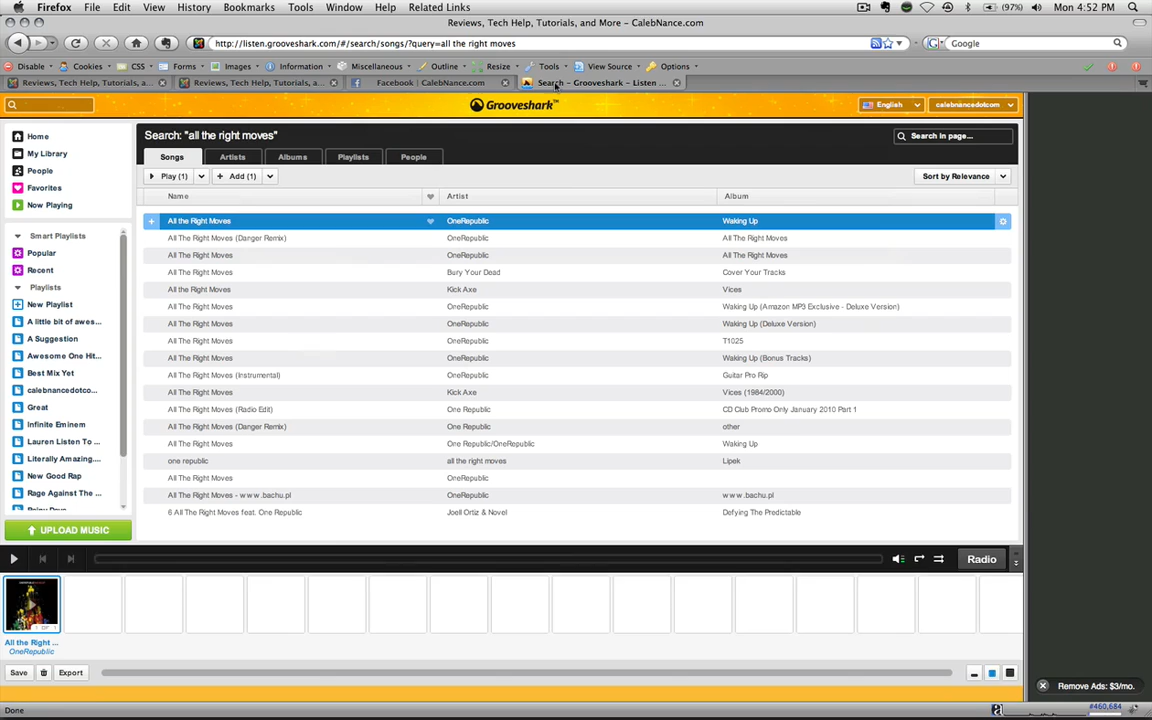 Firefox File Edit View History Bookmarks Tools Window Help Related Links (97%) Mon 4:52 PM
Reviews, Tech Help, Tutorials, and More - CalebNance.com
http://listen.grooveshark.com/#/search/songs/?query=all the right moves Google
Disable Cookies CSS Forms Images Information Miscellaneous Outline Resize Tools View Source Options
Reviews, Tech Help, Tutorials, a... Reviews, Tech Help, Tutorials, a... Facebook | CalebNance.com Search - Grooveshark - Listen ...
Grooveshark™ English calebnancedotcom
Home
My Library
People
Favorites
Now Playing
Smart Playlists
Popular
Recent
Playlists
New Playlist
A little bit of awes...
A Suggestion
Awesome One Hit...
Best Mix Yet
calebnancedotco...
Great
Infinite Eminem
Lauren Listen To ...
Literally Amazing....
New Good Rap
Rage Against The ...
UPLOAD MUSIC
Search: "all the right moves" Search in page...
Songs Artists Albums Playlists People
Play (1) + Add (1) Sort by Relevance
Name Artist Album
+ All the Right Moves OneRepublic Waking Up
All The Right Moves (Danger Remix) OneRepublic All The Right Moves
All The Right Moves OneRepublic All The Right Moves
All The Right Moves Bury Your Dead Cover Your Tracks
All the Right Moves Kick Axe Vices
All The Right Moves OneRepublic Waking Up (Amazon MP3 Exclusive - Deluxe Version)
All The Right Moves OneRepublic Waking Up (Deluxe Version)
All The Right Moves OneRepublic T1025
All The Right Moves OneRepublic Waking Up (Bonus Tracks)
All The Right Moves (Instrumental) OneRepublic Guitar Pro Rip
All The Right Moves Kick Axe Vices (1984/2000)
All The Right Moves (Radio Edit) One Republic CD Club Promo Only January 2010 Part 1
All The Right Moves (Danger Remix) One Republic other
All The Right Moves One Republic/OneRepublic Waking Up
one republic all the right moves Lipek
All The Right Moves OneRepublic
All The Right Moves - www.bachu.pl OneRepublic www.bachu.pl
6 All The Right Moves feat. One Republic Joell Ortiz & Novel Defying The Predictable
Radio
1 OF 1
All the Right ...
OneRepublic
Save Export
Remove Ads: $3/mo.
Done #460,684